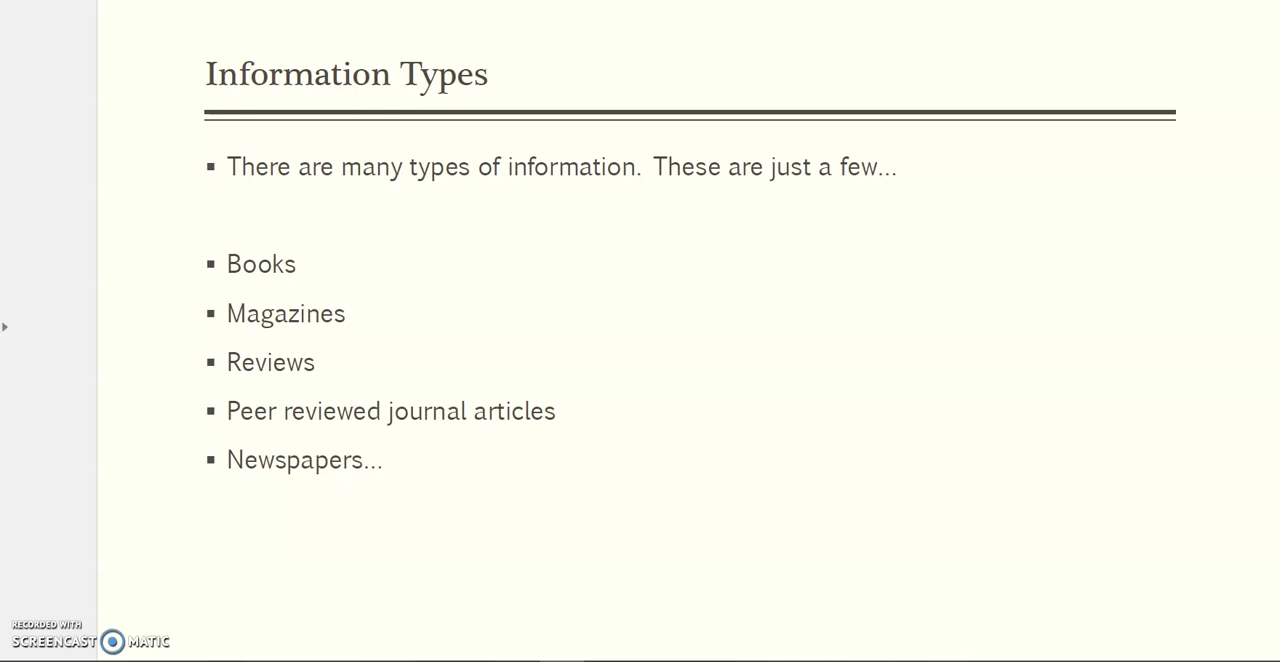 Information Types
▪ There are many types of information. These are just a few...
▪ Books
▪ Magazines
▪ Reviews
▪ Peer reviewed journal articles
▪ Newspapers...
RECORDED WITH
SCREENCAST MATIC